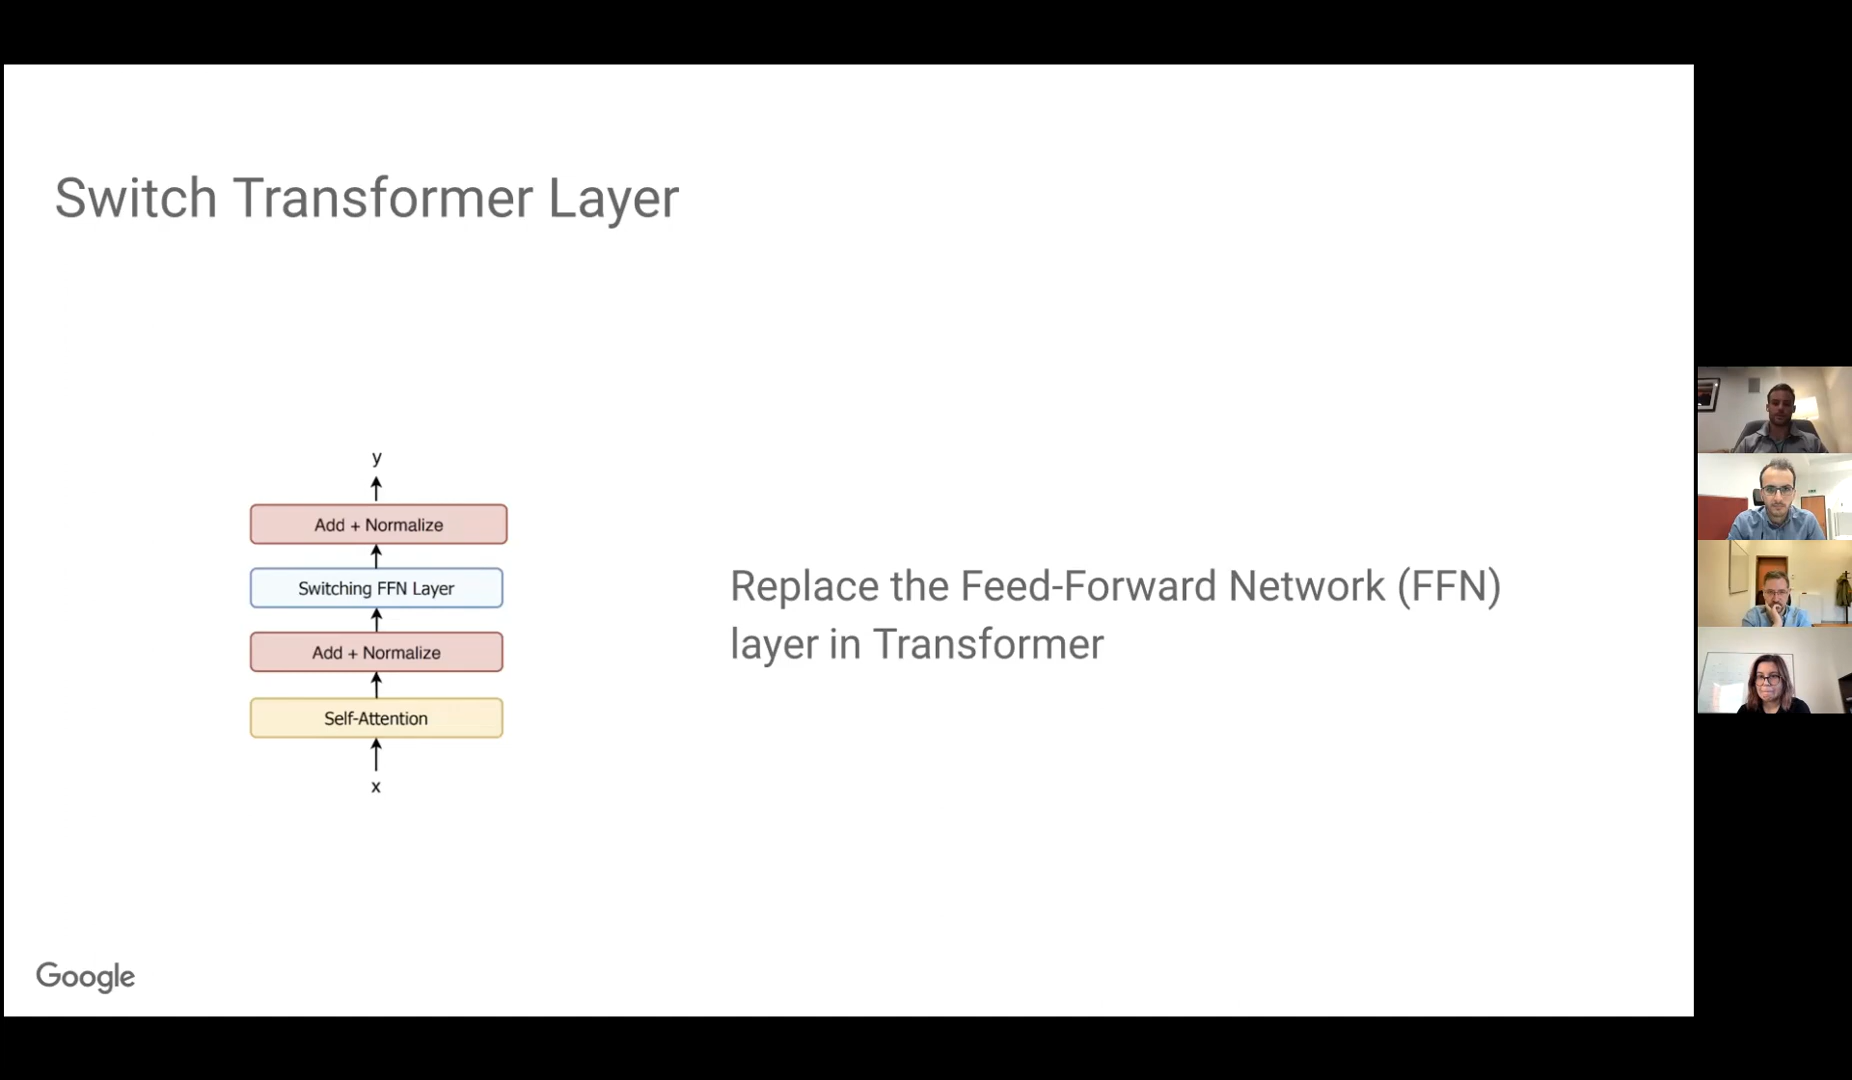 Switch Transformer Layer
y
Add + Normalize
Switching FFN Layer
Add + Normalize
Self-Attention
x
Replace the Feed-Forward Network (FFN)
layer in Transformer
Google